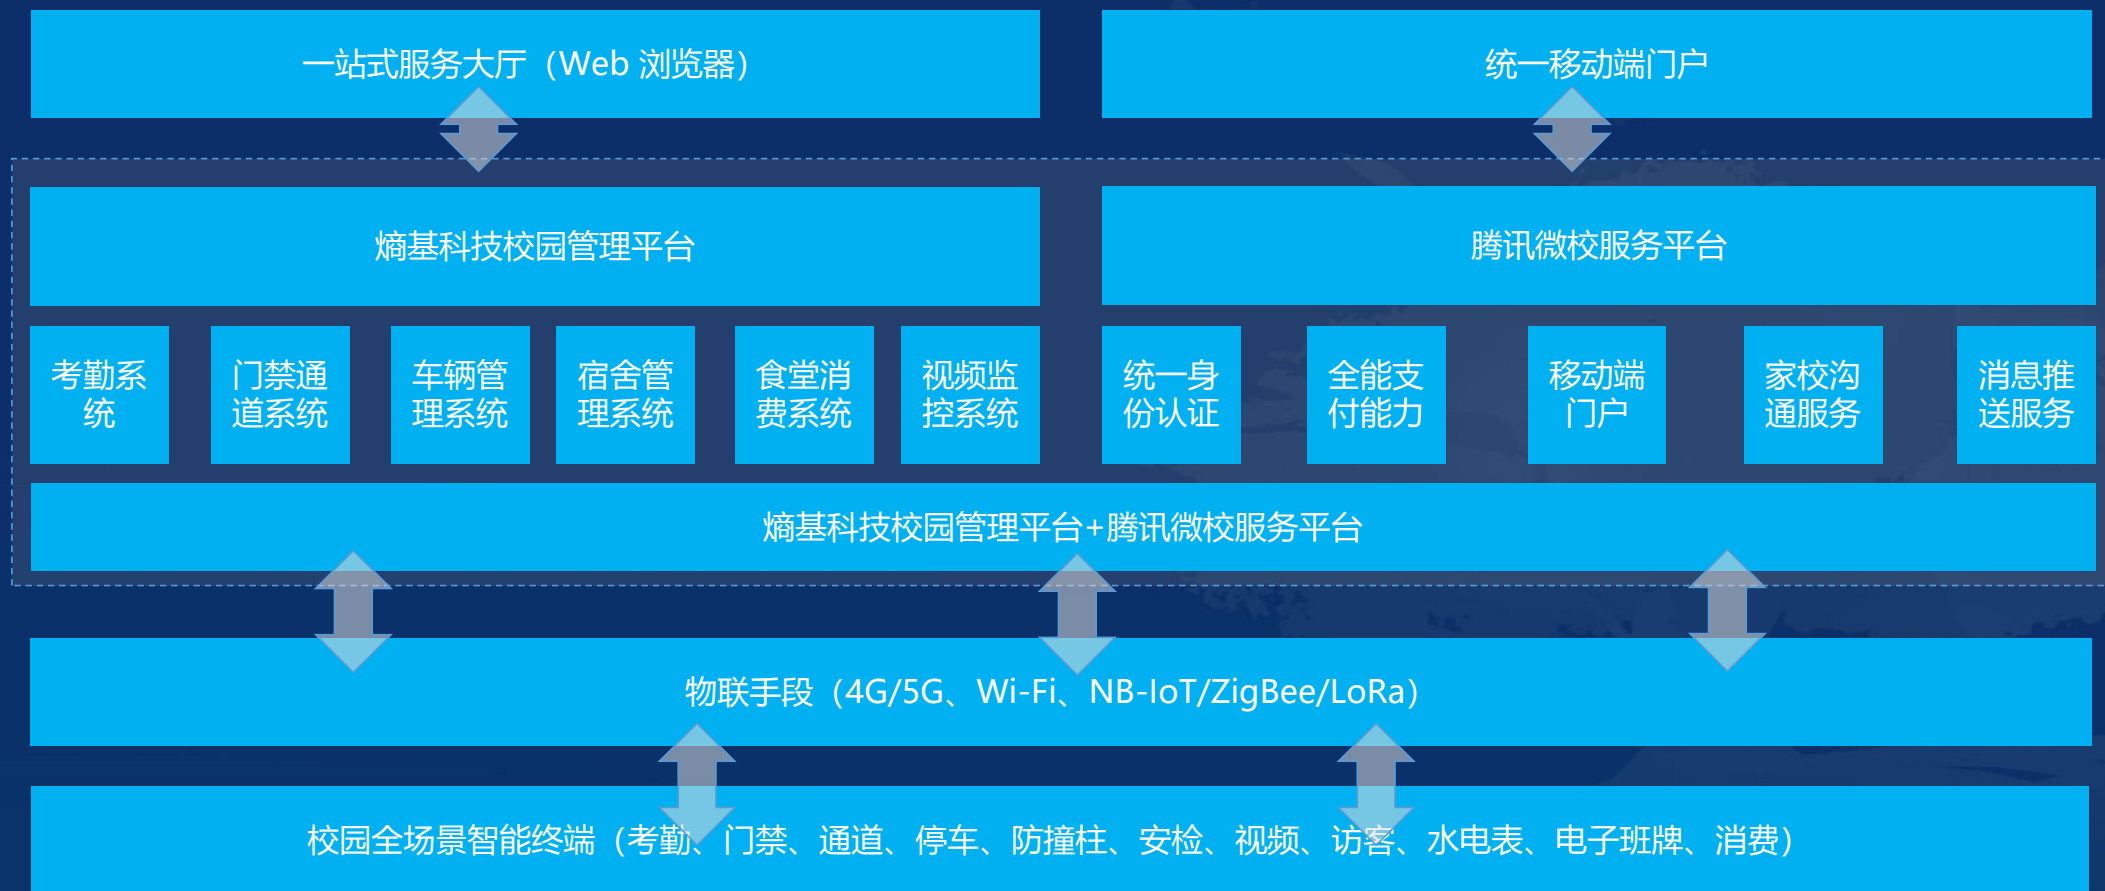 一站式服务大厅（Web 浏览器）
统一移动端门户
熵基科技校园管理平台
腾讯微校服务平台
考勤系
统
门禁通
道系统
车辆管
理系统
宿舍管
理系统
食堂消
费系统
视频监
控系统
统一身
份认证
全能支
付能力
移动端
门户
家校沟
通服务
消息推
送服务
熵基科技校园管理平台+腾讯微校服务平台
物联手段（4G/5G、Wi-Fi、NB-IoT/ZigBee/LoRa）
校园全场景智能终端（考勤、门禁、通道、停车、防撞柱、安检、视频、访客、水电表、电子班牌、消费）